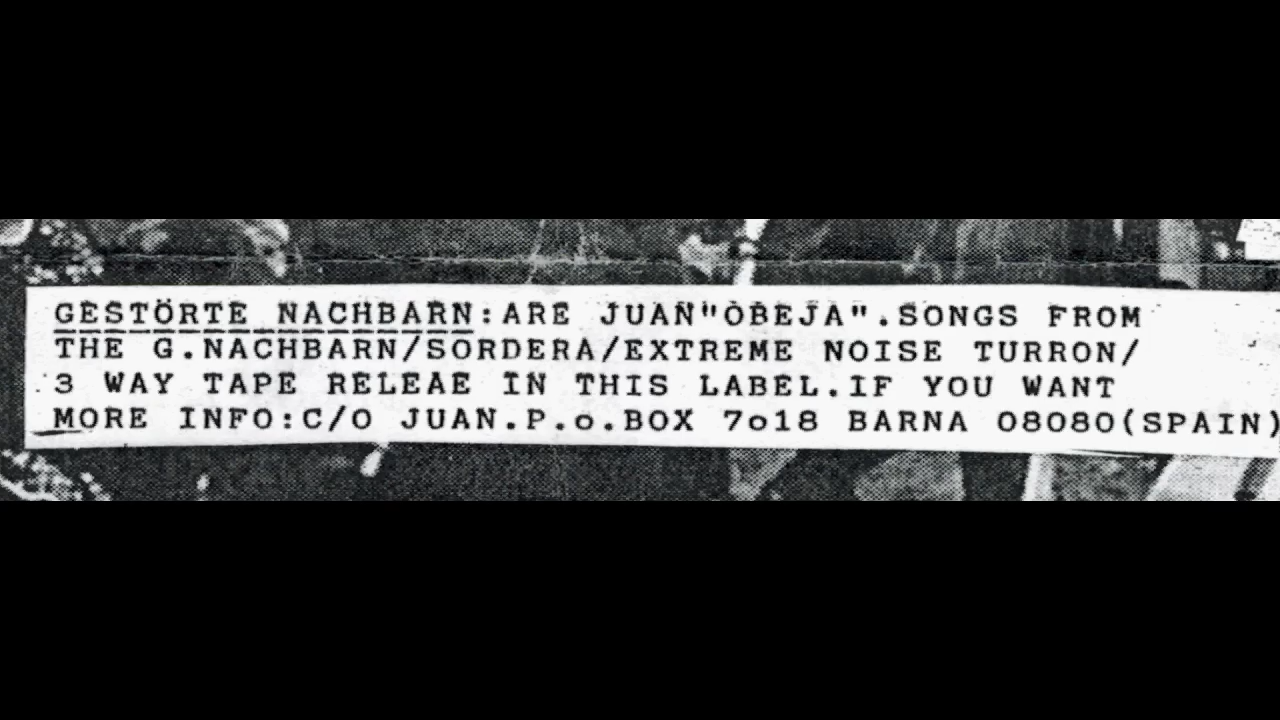 GESTÖRTE NACHBARN:ARE JUAN"OBEJA".SONGS FROM
THE G.NACHBARN/SORDERA/EXTREME NOISE TURRON/
3 WAY TAPE RELEAE IN THIS LABEL.IF YOU WANT
MORE INFO:C/O JUAN.P.o.BOX 7o18 BARNA 08080(SPAIN)